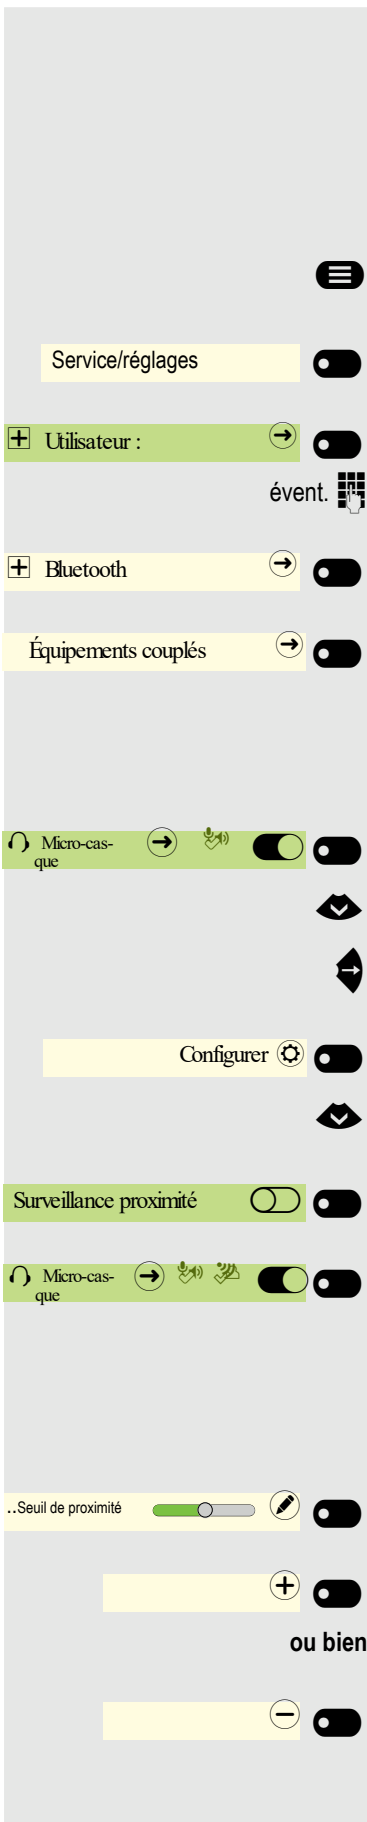 Service/réglages
Utilisateur :
évent.
Bluetooth
Équipements couplés
Micro-cas-
que
Configurer
Surveillance proximité
Micro-cas-
que
..Seuil de proximité
ou bien